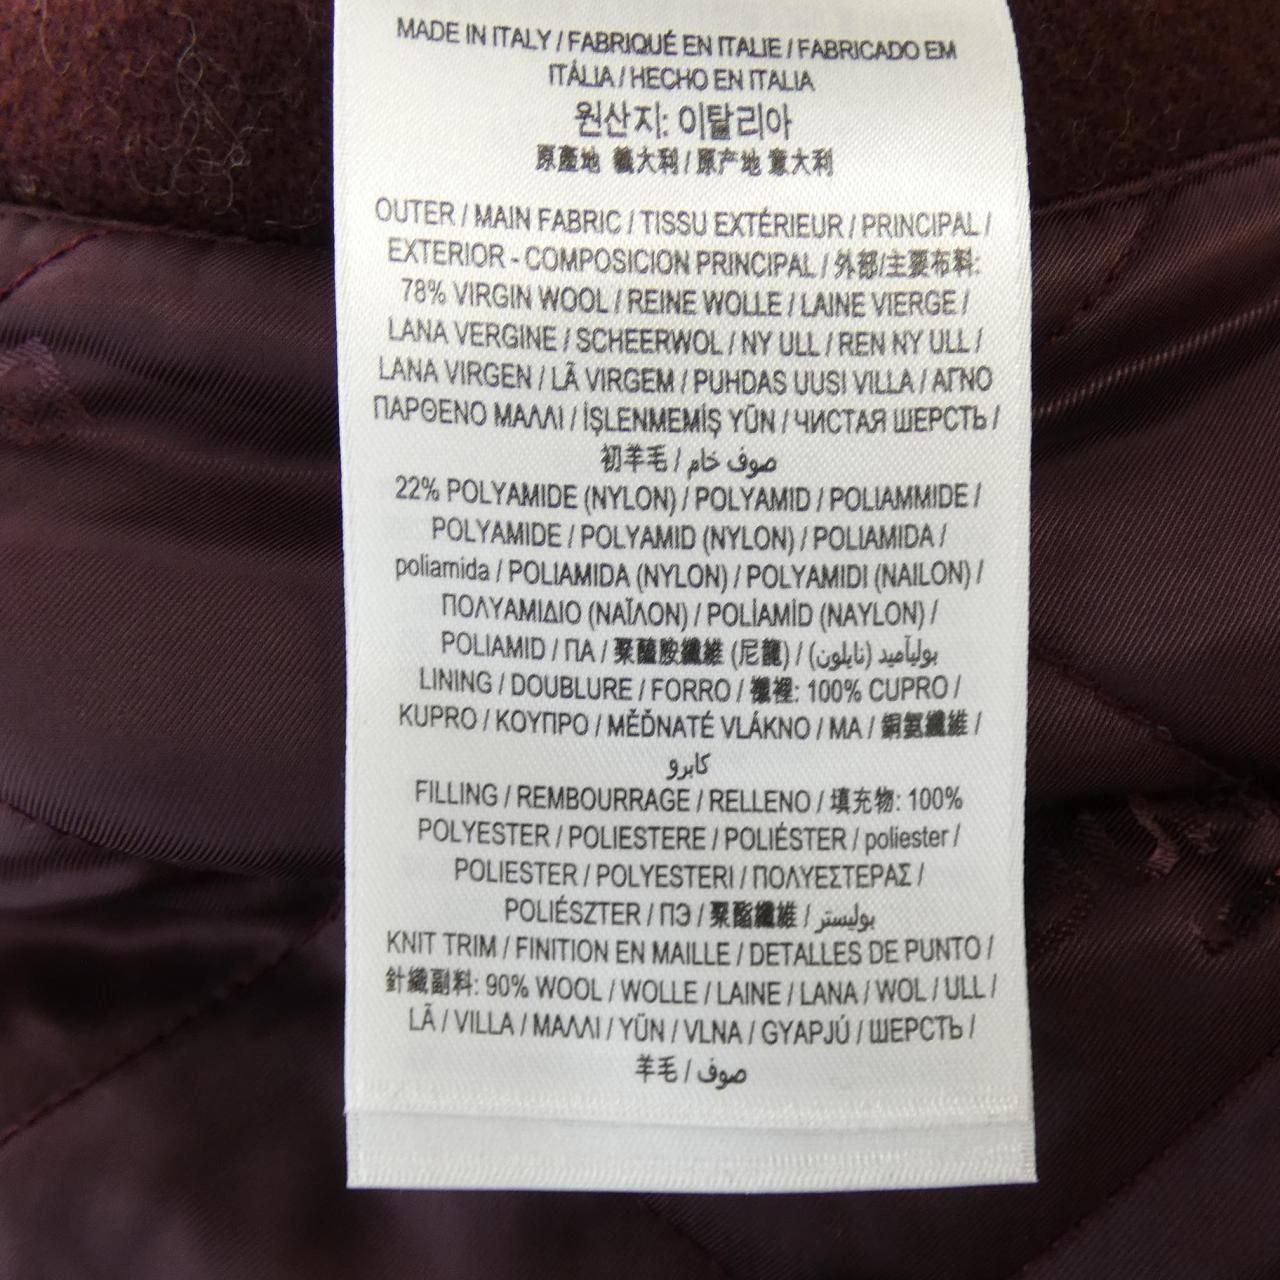 MADE IN ITALY / FABRIQUÉ EN ITALIE / FABRICADO EM
ITÁLIA / HECHO EN ITALIA
원산지: 이탈리아
原產地 義大利 / 原产地 意大利
OUTER / MAIN FABRIC / TISSU EXTÉRIEUR / PRINCIPAL /
EXTERIOR - COMPOSICION PRINCIPAL / 外部/主要布料:
78% VIRGIN WOOL / REINE WOLLE / LAINE VIERGE /
LANA VERGINE / SCHEERWOL / NY ULL / REN NY ULL /
LANA VIRGEN / LÃ VIRGEM / PUHDAS UUSI VILLA / ΑΓΝΟ
ΠΑΡΘΕΝΟ ΜΑΛΛΙ / İŞLENMEMİŞ YÜN / ЧИСТАЯ ШЕРСТЬ /
初羊毛 / صوف خام
22% POLYAMIDE (NYLON) / POLYAMID / POLIAMMIDE /
POLYAMIDE / POLYAMID (NYLON) / POLIAMIDA /
poliamida / POLIAMIDA (NYLON) / POLYAMIDI (NAILON) /
ΠΟΛΥΑΜΙΔΙΟ (ΝΑΪΛΟΝ) / POLİAMİD (NAYLON) /
POLIAMID / ПА / 聚醯胺纖維 (尼龍) / بولیآمید (نایلون)
LINING / DOUBLURE / FORRO / 襯裡: 100% CUPRO /
KUPRO / ΚΟΥΠΡΟ / MĚĎNATÉ VLÁKNO / МА / 銅氨纖維 /
کابرو
FILLING / REMBOURRAGE / RELLENO / 填充物: 100%
POLYESTER / POLIESTERE / POLIÉSTER / poliester /
POLIESTER / POLYESTERI / ΠΟΛΥΕΣΤΕΡΑΣ /
POLIÉSZTER / ПЭ / 聚酯纖維 / بولیستر
KNIT TRIM / FINITION EN MAILLE / DETALLES DE PUNTO /
針織副料: 90% WOOL / WOLLE / LAINE / LANA / WOL / ULL /
LÃ / VILLA / ΜΑΛΛΙ / YÜN / VLNA / GYAPJÚ / ШЕРСТЬ /
羊毛 / صوف